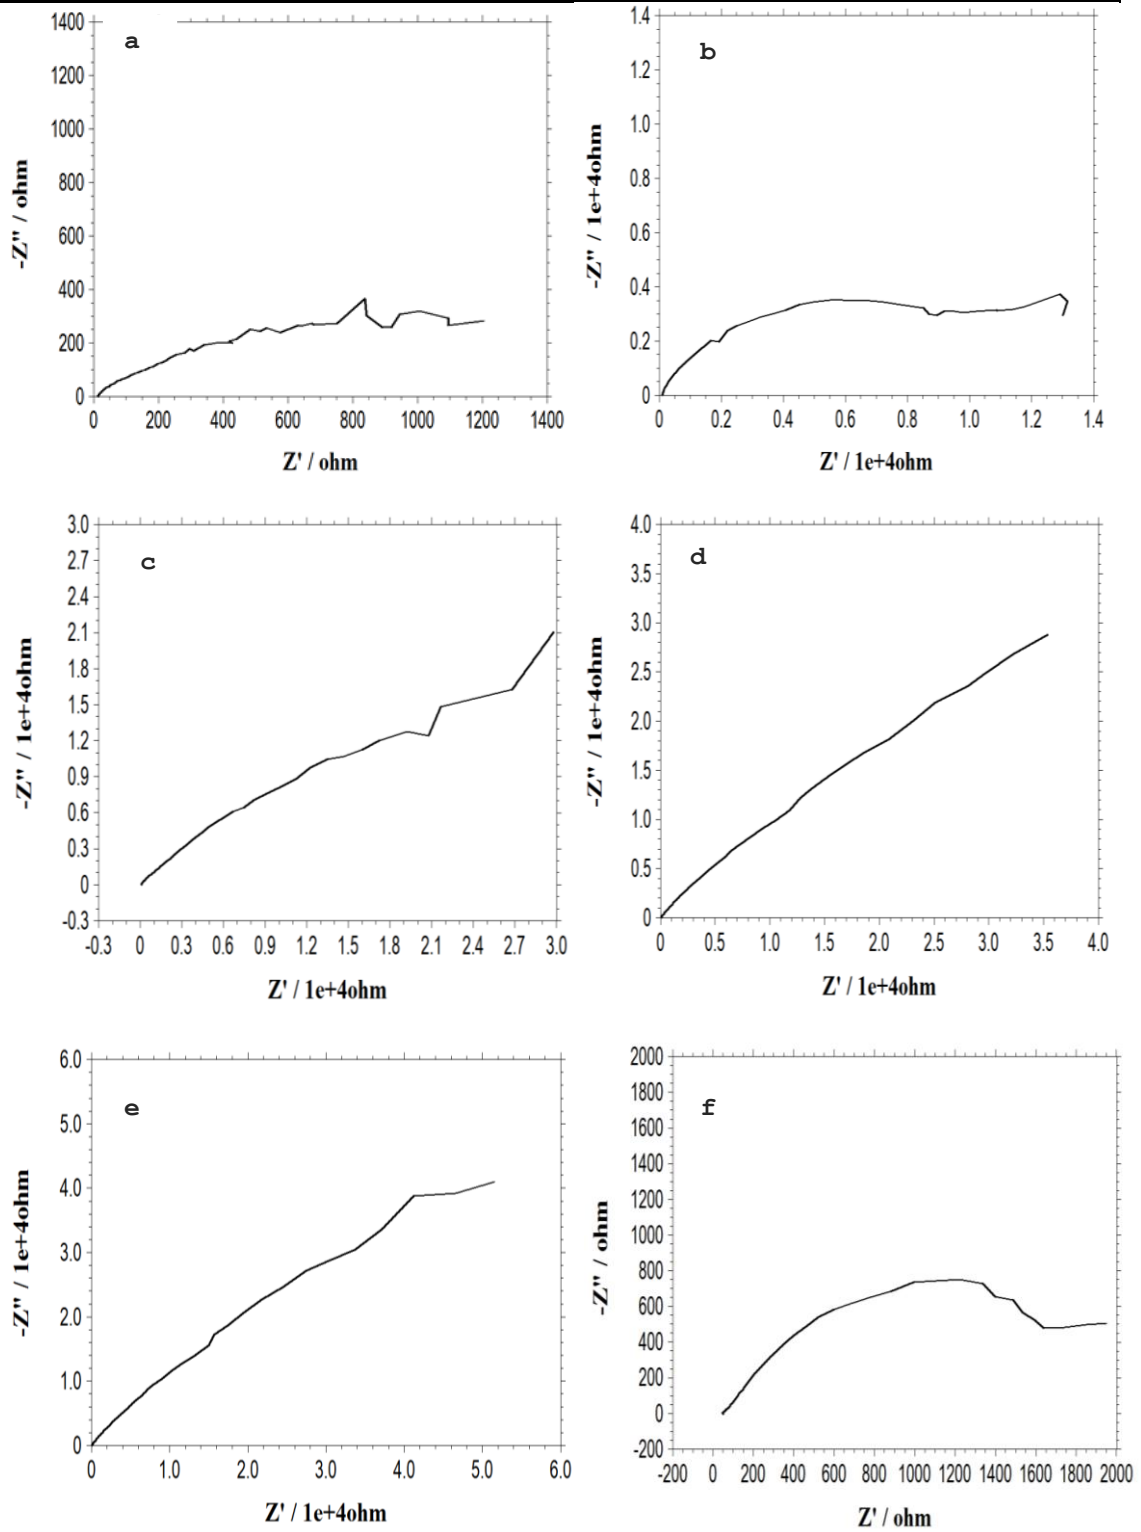 a
1400
1200
1000
800
600
400
200
0
0 200 400 600 800 1000 1200 1400
-Z" / ohm
Z' / ohm
b
1.4
1.2
1.0
0.8
0.6
0.4
0.2
0
0 0.2 0.4 0.6 0.8 1.0 1.2 1.4
-Z" / 1e+4ohm
Z' / 1e+4ohm
c
3.0
2.7
2.4
2.1
1.8
1.5
1.2
0.9
0.6
0.3
0
-0.3
-0.3 0 0.3 0.6 0.9 1.2 1.5 1.8 2.1 2.4 2.7 3.0
-Z" / 1e+4ohm
Z' / 1e+4ohm
d
4.0
3.5
3.0
2.5
2.0
1.5
1.0
0.5
0
0 0.5 1.0 1.5 2.0 2.5 3.0 3.5 4.0
-Z" / 1e+4ohm
Z' / 1e+4ohm
e
6.0
5.0
4.0
3.0
2.0
1.0
0
0 1.0 2.0 3.0 4.0 5.0 6.0
-Z" / 1e+4ohm
Z' / 1e+4ohm
f
2000
1800
1600
1400
1200
1000
800
600
400
200
0
-200
-200 0 200 400 600 800 1000 1200 1400 1600 1800 2000
-Z" / ohm
Z' / ohm